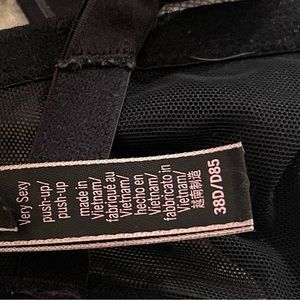 Very Sexy
push-up/
push-up
made in
Vietnam/
fabriqué au
Vietnam/
hecho en
Vietnam/
fabbricato in
Vietnam/
越南制造
38D/D85